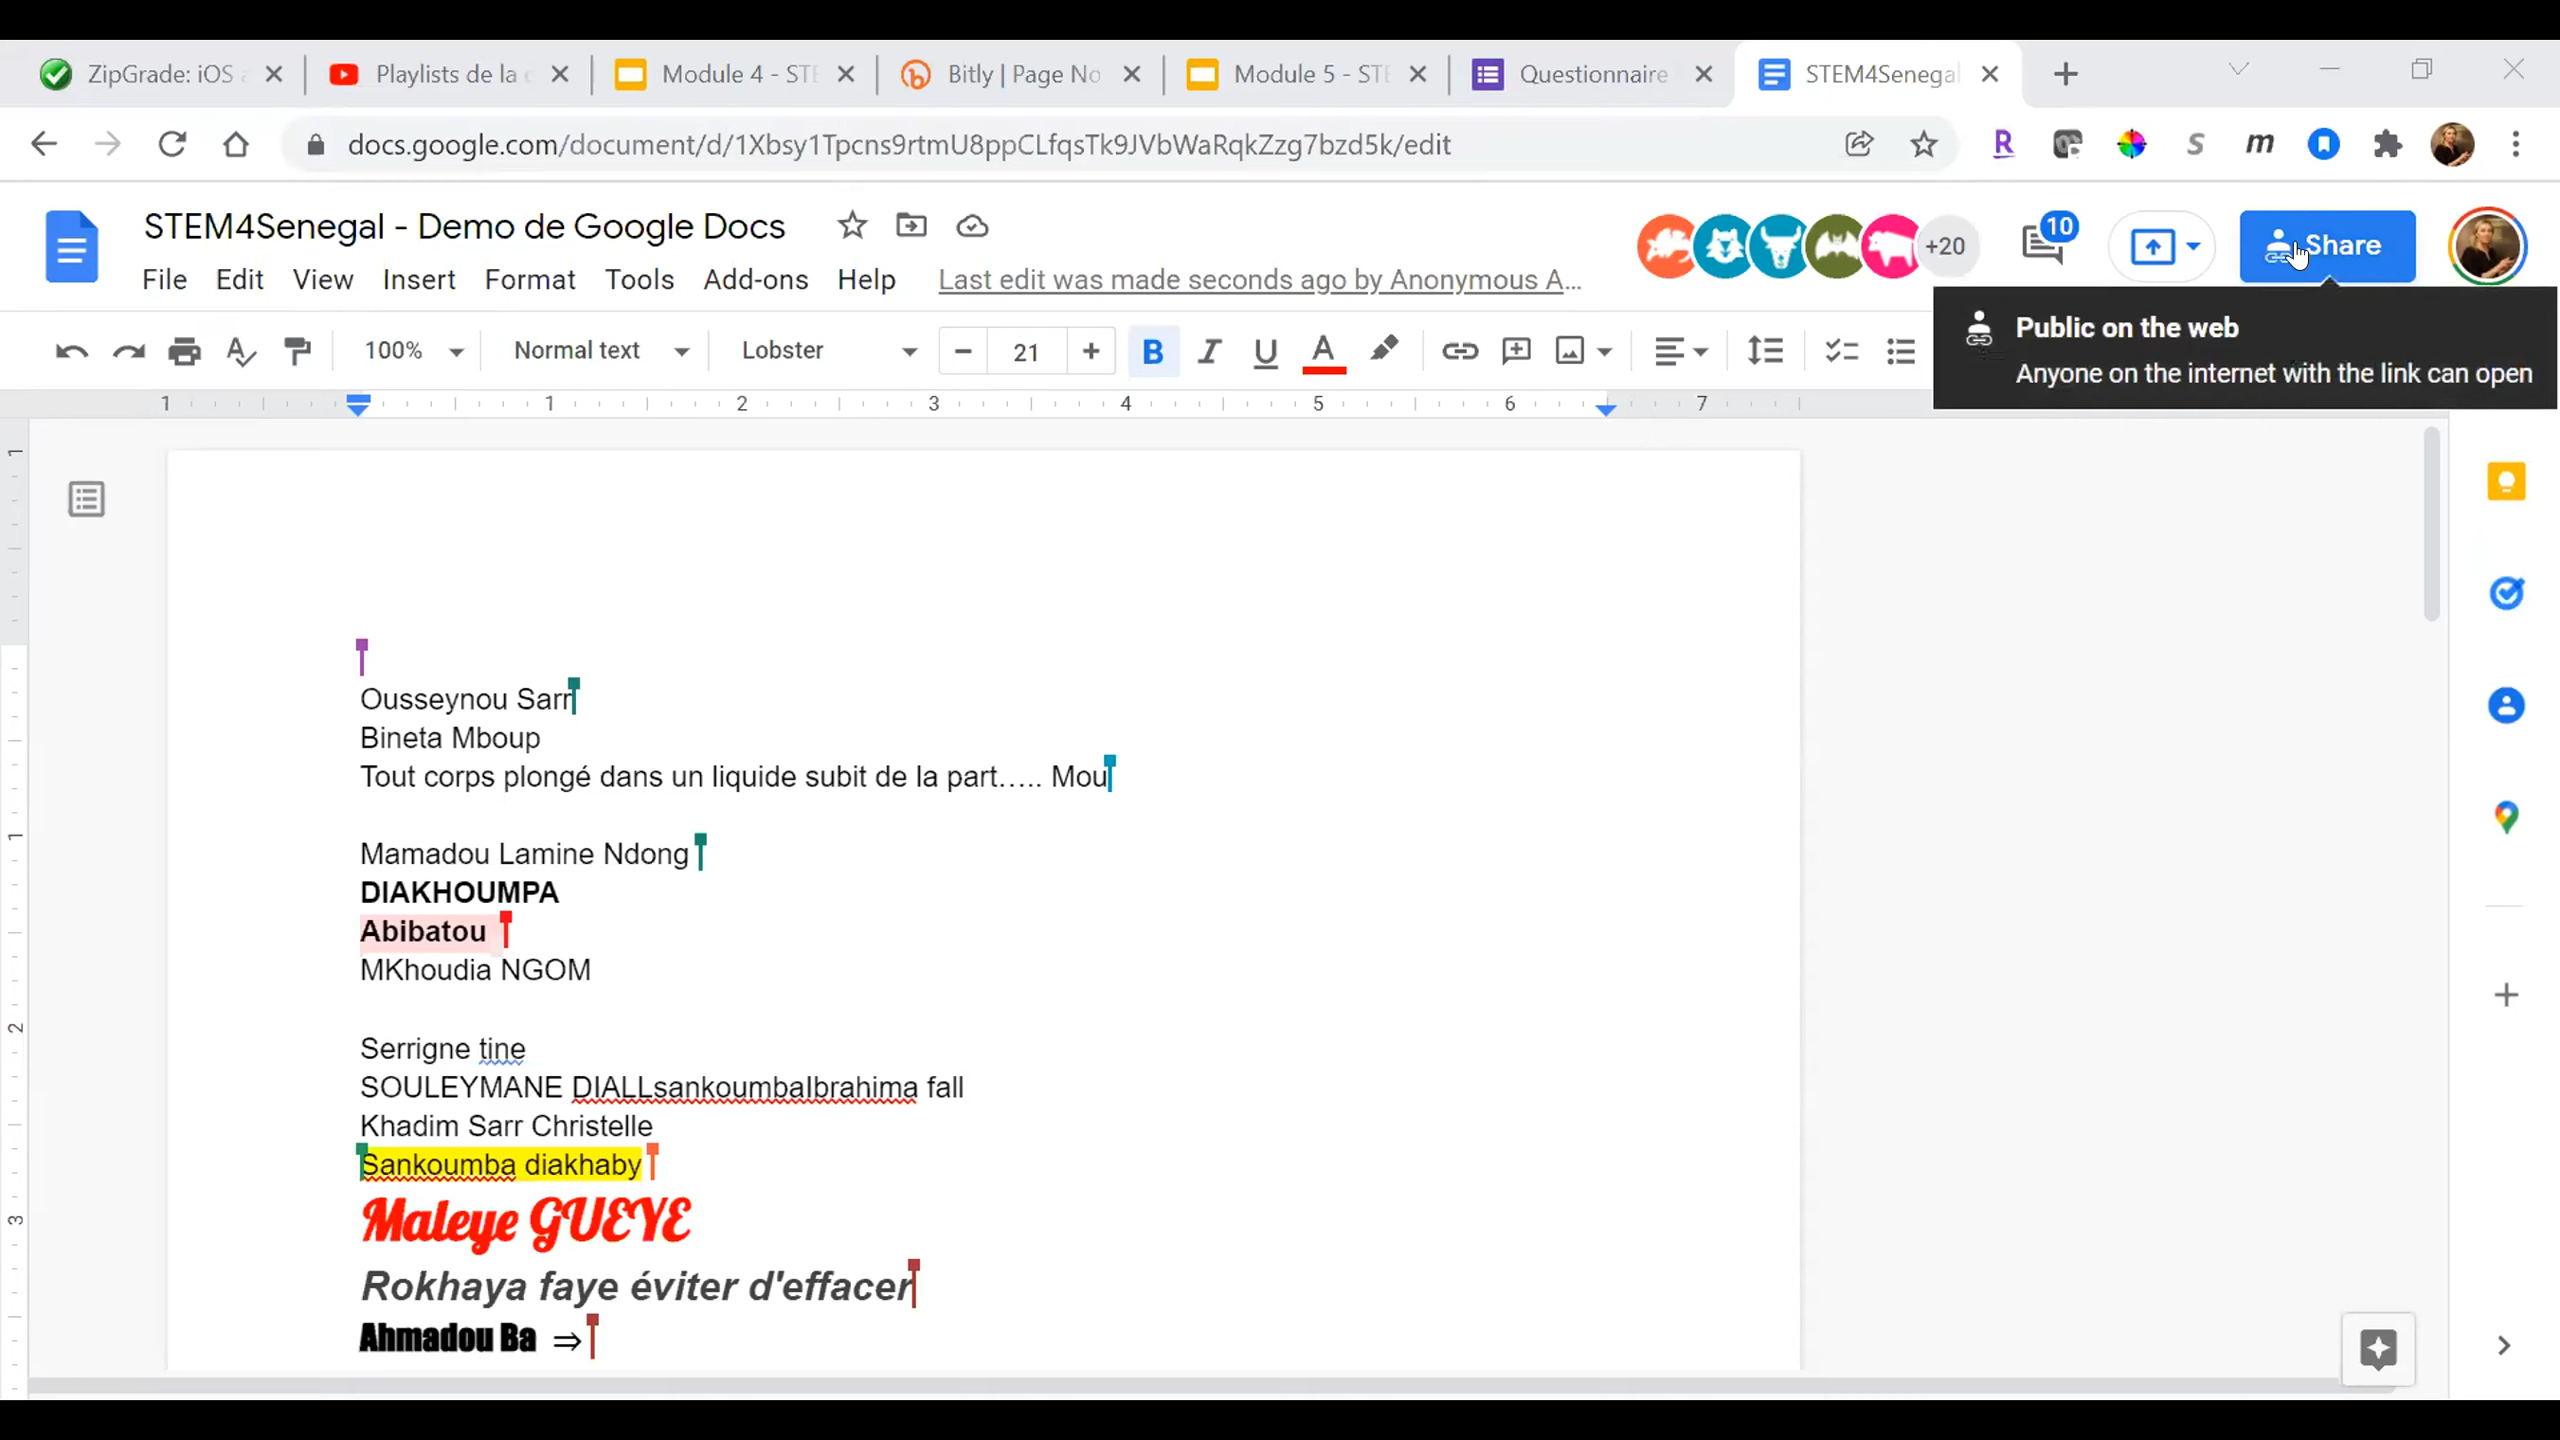 ZipGrade: iOS a
Playlists de la c
Module 4 - STE
Bitly | Page No
Module 5 - STE
Questionnaire
STEM4Senegal
docs.google.com/document/d/1Xbsy1Tpcns9rtmU8ppCLfqsTk9JVbWaRqkZzg7bzd5k/edit
R
S
m
STEM4Senegal - Demo de Google Docs
+20
10
Share
File Edit View Insert Format Tools Add-ons Help Last edit was made seconds ago by Anonymous A…
Public on the web
Anyone on the internet with the link can open
100% Normal text Lobster 21 B I U A
1 1 2 3 4 5 6 7
1
1
2
3
Ousseynou Sarr
Bineta Mboup
Tout corps plongé dans un liquide subit de la part….. Mou
Mamadou Lamine Ndong
DIAKHOUMPA
Abibatou
MKhoudia NGOM
Serrigne tine
SOULEYMANE DIALLsankoumbaIbrahima fall
Khadim Sarr Christelle
Sankoumba diakhaby
Maleye GUEYE
Rokhaya faye éviter d'effacer
Ahmadou Ba ⇒